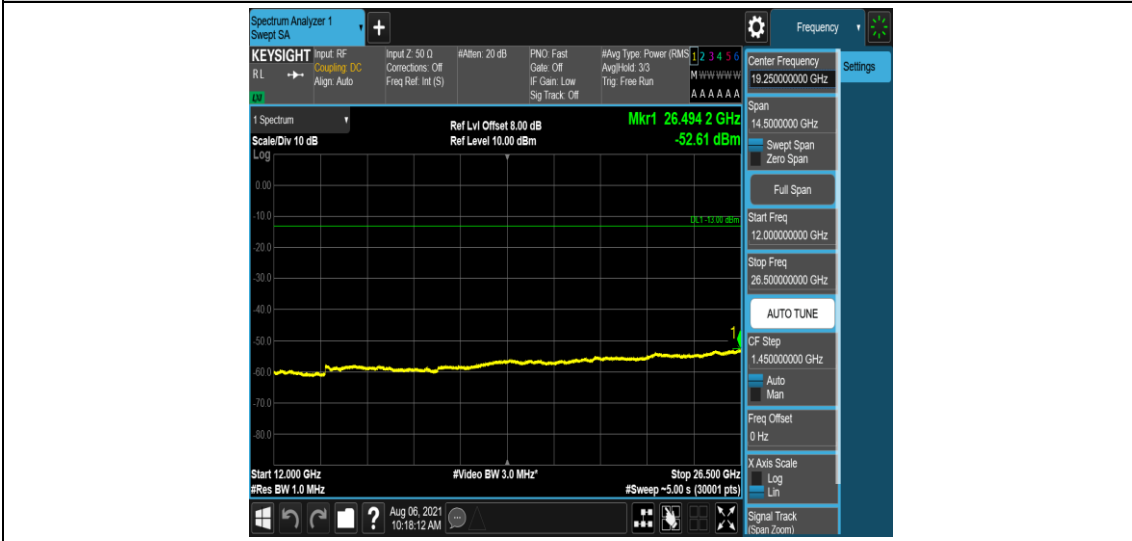 Spectrum Analyzer 1
Swept SA
+
Frequency
KEYSIGHT
RL
Input: RF
Coupling: DC
Align: Auto
Input Z: 50 Ω
Corrections: Off
Freq Ref: Int (S)
#Atten: 20 dB
PNO: Fast
Gate: Off
IF Gain: Low
Sig Track: Off
#Avg Type: Power (RMS
Avg|Hold: 3/3
Trig: Free Run
1 2 3 4 5 6
M W W W W W
A A A A A A
1 Spectrum
Scale/Div 10 dB
Log
Ref Lvl Offset 8.00 dB
Ref Level 10.00 dBm
Mkr1 26.494 2 GHz
-52.61 dBm
0.00
-10.0
DL1 -13.00 dBm
-20.0
-30.0
-40.0
-50.0
1
-60.0
-70.0
-80.0
Start 12.000 GHz
#Res BW 1.0 MHz
#Video BW 3.0 MHz*
Stop 26.500 GHz
#Sweep ~5.00 s (30001 pts)
?
Aug 06, 2021
10:18:12 AM
Center Frequency
19.250000000 GHz
Settings
Span
14.5000000 GHz
Swept Span
Zero Span
Full Span
Start Freq
12.000000000 GHz
Stop Freq
26.500000000 GHz
AUTO TUNE
CF Step
1.450000000 GHz
Auto
Man
Freq Offset
0 Hz
X Axis Scale
Log
Lin
Signal Track
(Span Zoom)